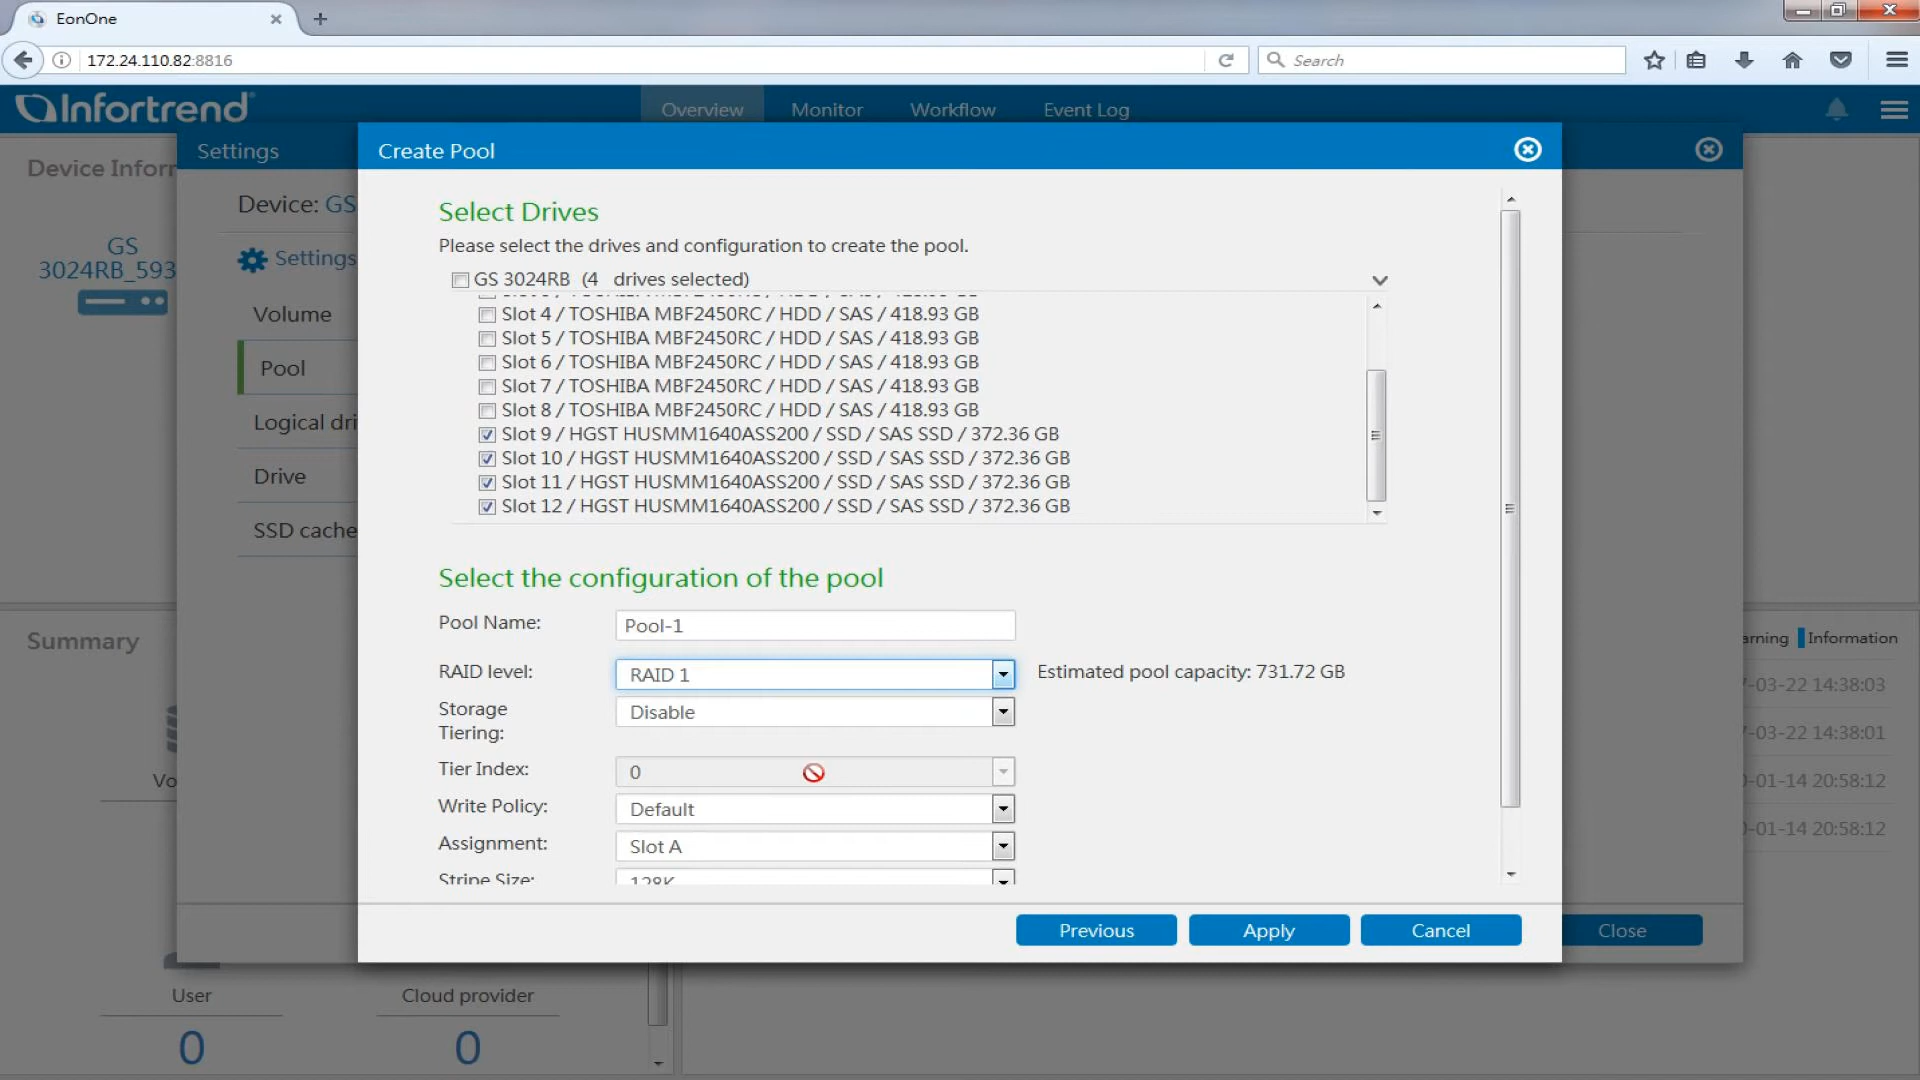 EonOne
172.24.110.82:8816
Search
Infortrend
Overview
Monitor
Workflow
Event Log
Device Infor
GS
3024RB_593
Settings
Device: GS
Settings
Volume
Pool
Logical dri
Drive
SSD cache
Create Pool
Select Drives
Please select the drives and configuration to create the pool.
GS 3024RB (4 drives selected)
Slot 4 / TOSHIBA MBF2450RC / HDD / SAS / 418.93 GB
Slot 5 / TOSHIBA MBF2450RC / HDD / SAS / 418.93 GB
Slot 6 / TOSHIBA MBF2450RC / HDD / SAS / 418.93 GB
Slot 7 / TOSHIBA MBF2450RC / HDD / SAS / 418.93 GB
Slot 8 / TOSHIBA MBF2450RC / HDD / SAS / 418.93 GB
Slot 9 / HGST HUSMM1640ASS200 / SSD / SAS SSD / 372.36 GB
Slot 10 / HGST HUSMM1640ASS200 / SSD / SAS SSD / 372.36 GB
Slot 11 / HGST HUSMM1640ASS200 / SSD / SAS SSD / 372.36 GB
Slot 12 / HGST HUSMM1640ASS200 / SSD / SAS SSD / 372.36 GB
Select the configuration of the pool
Pool Name: Pool-1
RAID level: RAID 1 Estimated pool capacity: 731.72 GB
Storage
Tiering: Disable
Tier Index: 0
Write Policy: Default
Assignment: Slot A
Stripe Size: 128K
Previous
Apply
Cancel
Close
Summary
Vo
User
Cloud provider
0
0
arning
Information
7-03-22 14:38:03
7-03-22 14:38:01
0-01-14 20:58:12
0-01-14 20:58:12